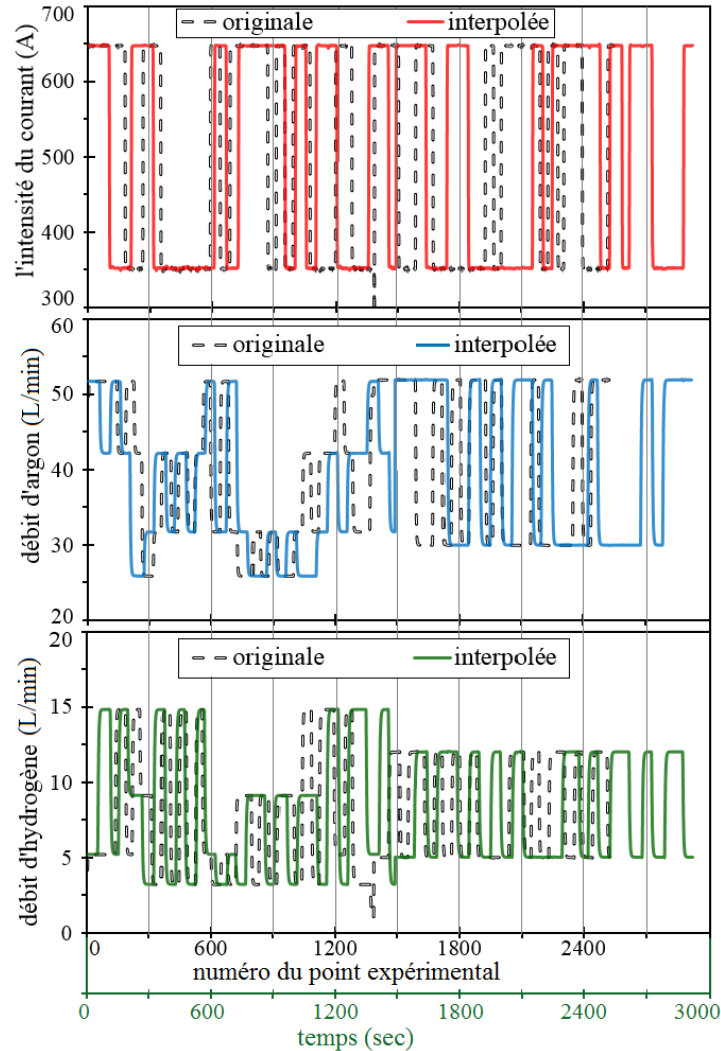 700
originale interpolée
600
500
l'intensité du courant (A)
400
300
60
originale interpolée
50
débit d'argon (L/min)
40
30
20
20
originale interpolée
15
débit d'hydrogène (L/min)
10
5
0
0 600 1200 1800 2400
numéro du point expérimental
0 600 1200 1800 2400 3000
temps (sec)